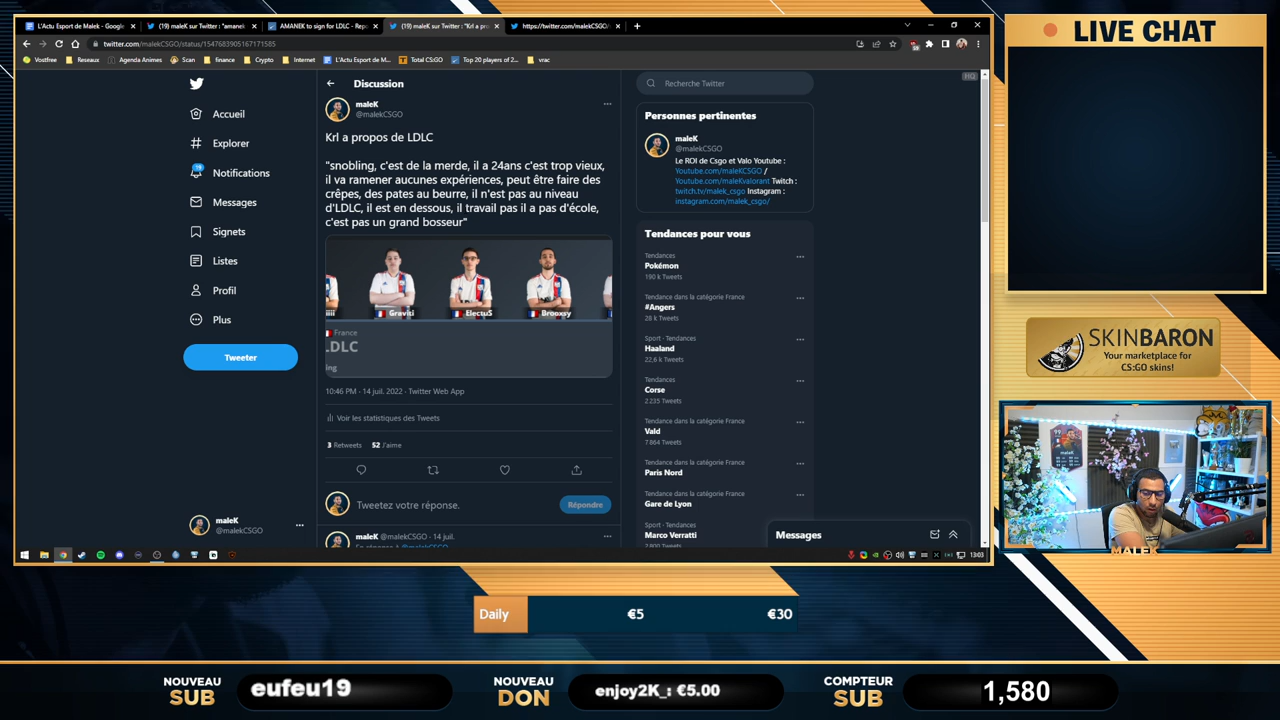 L'Actu Esport de Malek - Google
(19) maleK sur Twitter : "amanek
AMANEK to sign for LDLC - Rep
(19) maleK sur Twitter : "Krl a pro
https://twitter.com/malekCSGO/
twitter.com/malekCSGO/status/1547683905167171585
Vostfree
Reseaux
Agenda Animes
Scan
finance
Crypto
Internet
L'Actu Esport de M...
Total CS:GO
Top 20 players of 2...
vrac
HQ
Accueil
Explorer
19
Notifications
Messages
Signets
Listes
Profil
Plus
Tweeter
maleK
@malekCSGO
Discussion
maleK
@malekCSGO
Krl a propos de LDLC
"snobling, c'est de la merde, il a 24ans c'est trop vieux,
il va ramener aucunes expériences, peut être faire des
crêpes, des pates au beurre, il n'est pas au niveau
d'LDLC, il est en dessous, il travail pas il a pas d'école,
c'est pas un grand bosseur"
Graviti
Electu5
Brooxsy
France
LDLC
ing
10:46 PM · 14 juil. 2022 · Twitter Web App
Voir les statistiques des Tweets
3 Retweets 52 J'aime
Tweetez votre réponse.
Répondre
maleK @malekCSGO · 14 juil.
Recherche Twitter
Personnes pertinentes
maleK
@malekCSGO
Le ROI de Csgo et Valo Youtube :
Youtube.com/maleKCSGO /
Youtube.com/maleKvalorant Twitch :
twitch.tv/malek_csgo Instagram :
instagram.com/malek_csgo/
Tendances pour vous
Tendances
Pokémon
190 k Tweets
Tendance dans la catégorie France
#Angers
28 k Tweets
Sport · Tendances
Haaland
22,6 k Tweets
Tendances
Corse
2 235 Tweets
Tendance dans la catégorie France
Vald
7 864 Tweets
Tendance dans la catégorie France
Paris Nord
Tendance dans la catégorie France
Gare de Lyon
Sport · Tendances
Marco Verratti
Messages
13:03
LIVE CHAT
SKINBARON
Your marketplace for
CS:GO skins!
MALEK
Daily
€5
€30
NOUVEAU
SUB
eufeu19
NOUVEAU
DON
enjoy2K_: €5.00
COMPTEUR
SUB
1,580